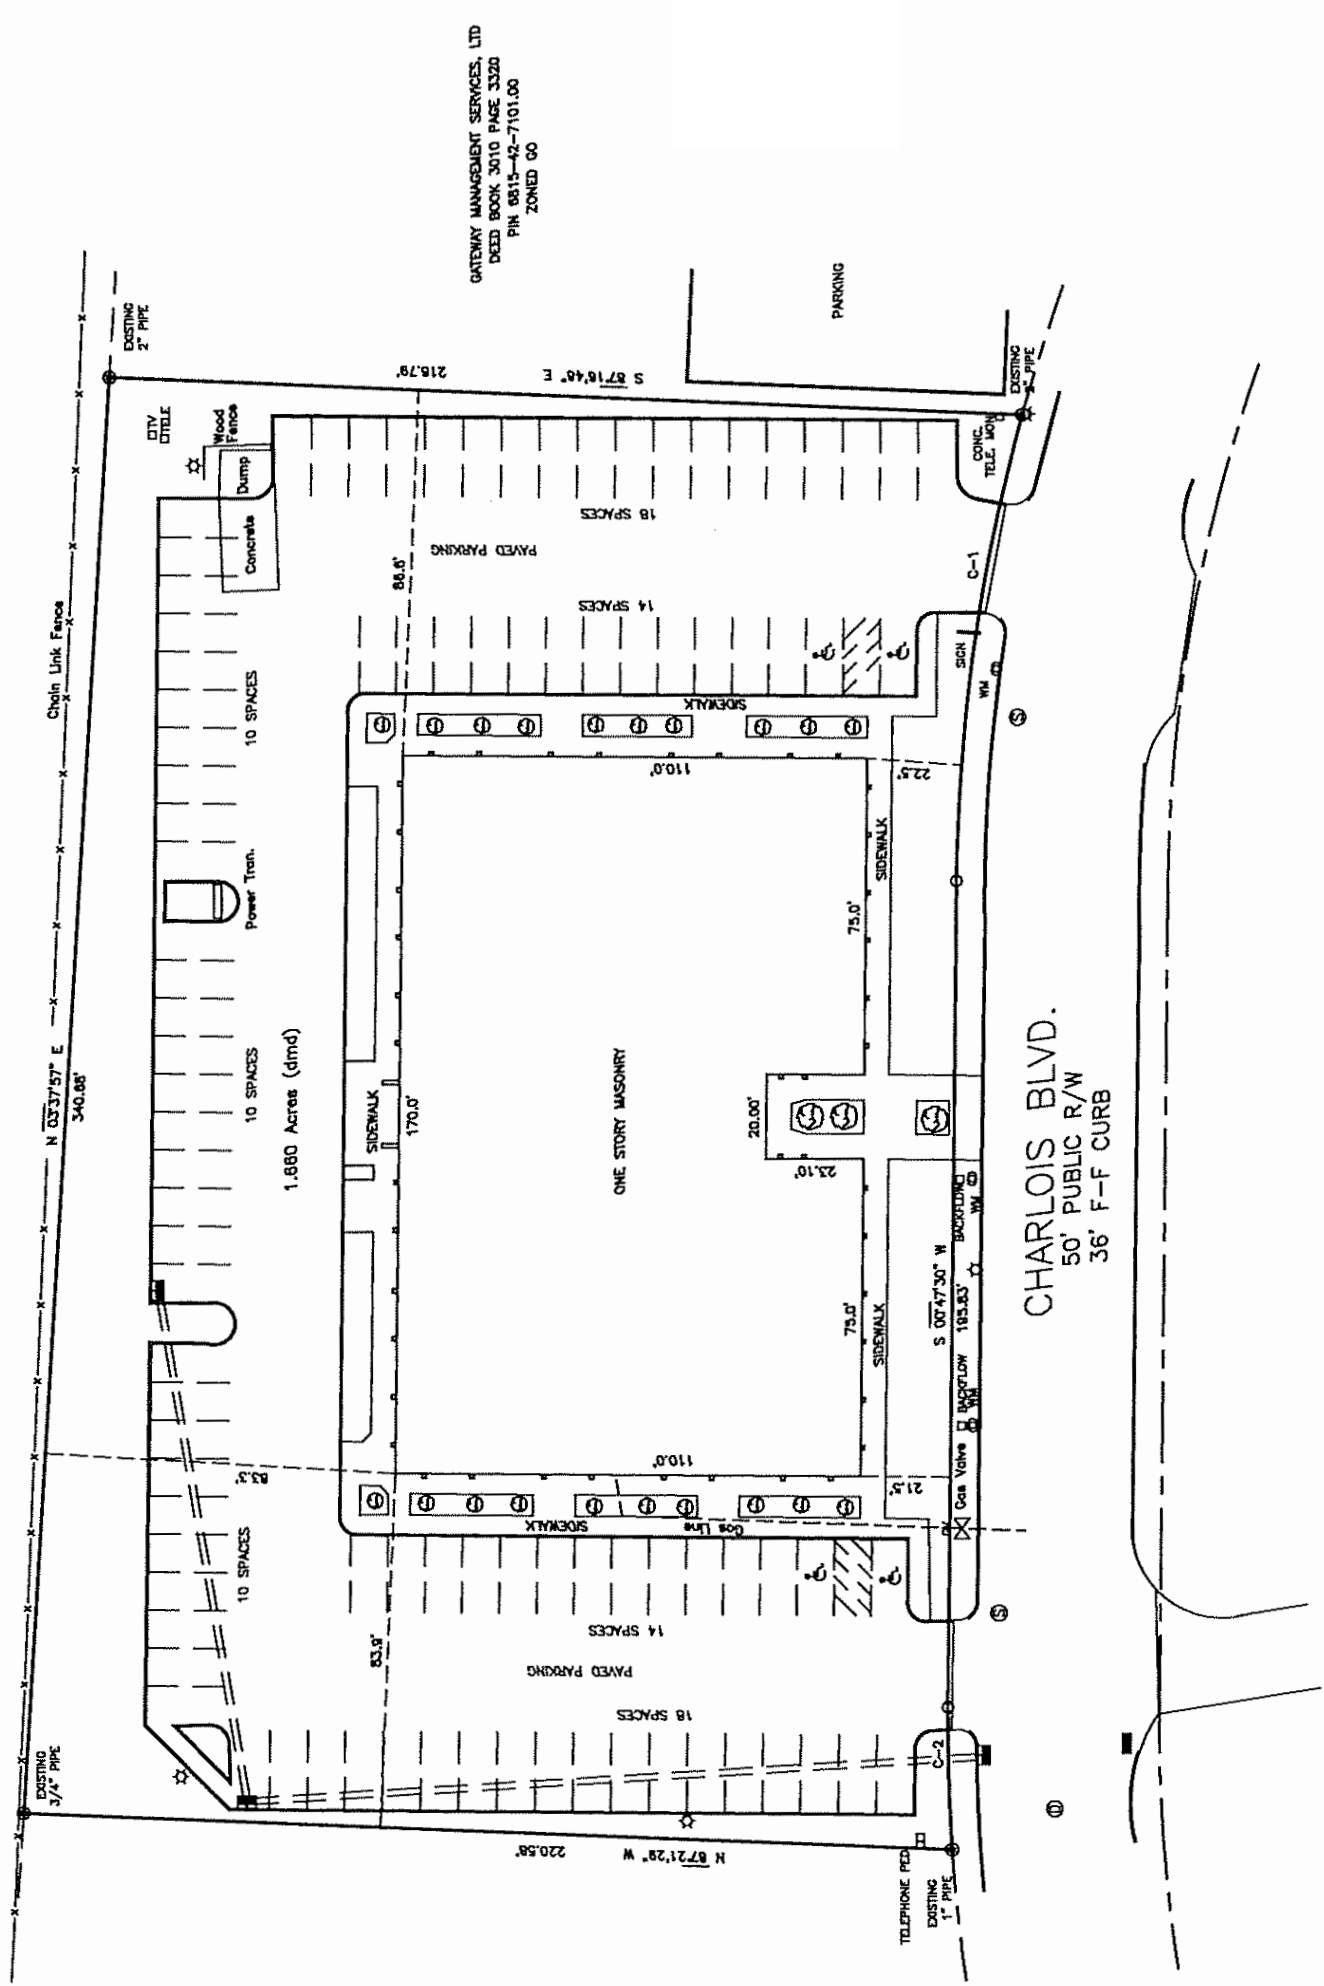 GATEWAY MANAGEMENT SERVICES, LTD
DEED BOOK 3010 PAGE 3320
PIN 6815-42-7101.00
ZONED GO
EXISTING
2" PIPE
TV
TELE
Wood
Fence
Dump
Concrete
Chain Link Fence
216.79'
S 87°16'48" E
PARKING
EXISTING
PIPE
CONC.
TELE. MON
18 SPACES
PAVED PARKING
14 SPACES
88.6'
C-1
SIGN
WM
S
10 SPACES
SIDEWALK
110.0'
22.5'
Power Tran.
SIDEWALK
75.0'
N 03°37'57" E
340.88'
10 SPACES
1.660 Acres (dmd)
SIDEWALK
170.0'
ONE STORY MASONRY
20.00'
23.10'
BACKFLOW
WM
CHARLOIS BLVD.
50' PUBLIC R/W
36' F-F CURB
S 00°47'30" W
195.83'
75.0'
SIDEWALK
BACKFLOW
WM
Gas Valve
83.3'
110.0'
21.5'
SIDEWALK
Gas Line
10 SPACES
14 SPACES
PAVED PARKING
18 SPACES
83.9'
S
C-2
EXISTING
3/4" PIPE
220.58'
N 87°21'29" W
TELEPHONE PED
EXISTING
1" PIPE
D